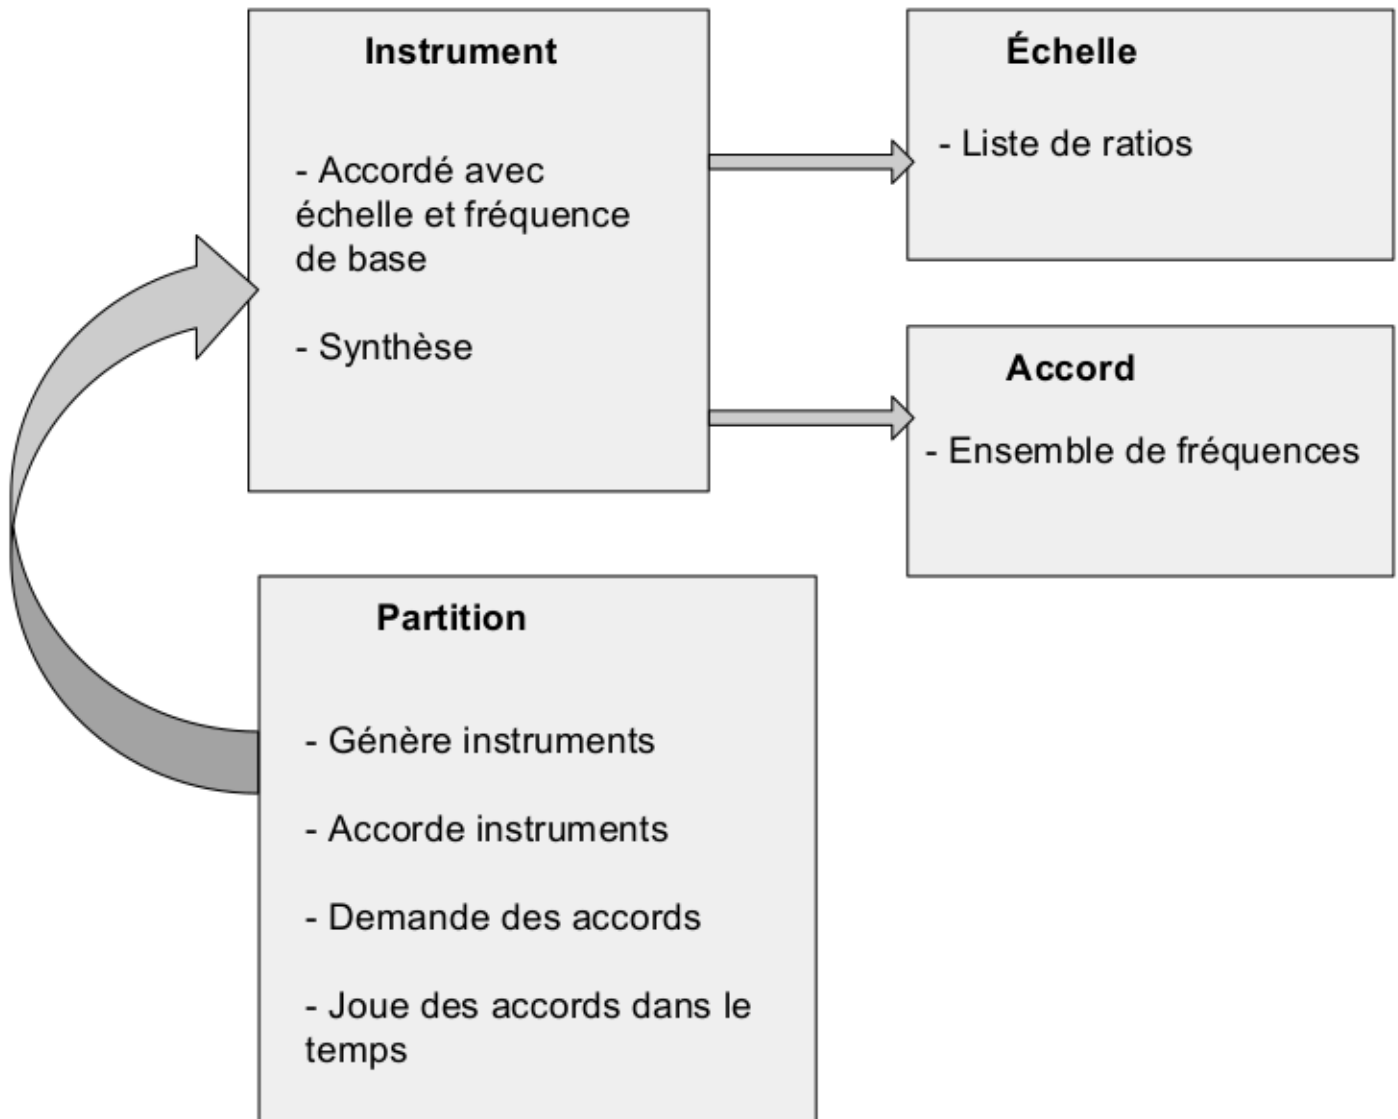 Instrument
- Accordé avec
échelle et fréquence
de base
- Synthèse
Échelle
- Liste de ratios
Accord
- Ensemble de fréquences
Partition
- Génère instruments
- Accorde instruments
- Demande des accords
- Joue des accords dans le
temps